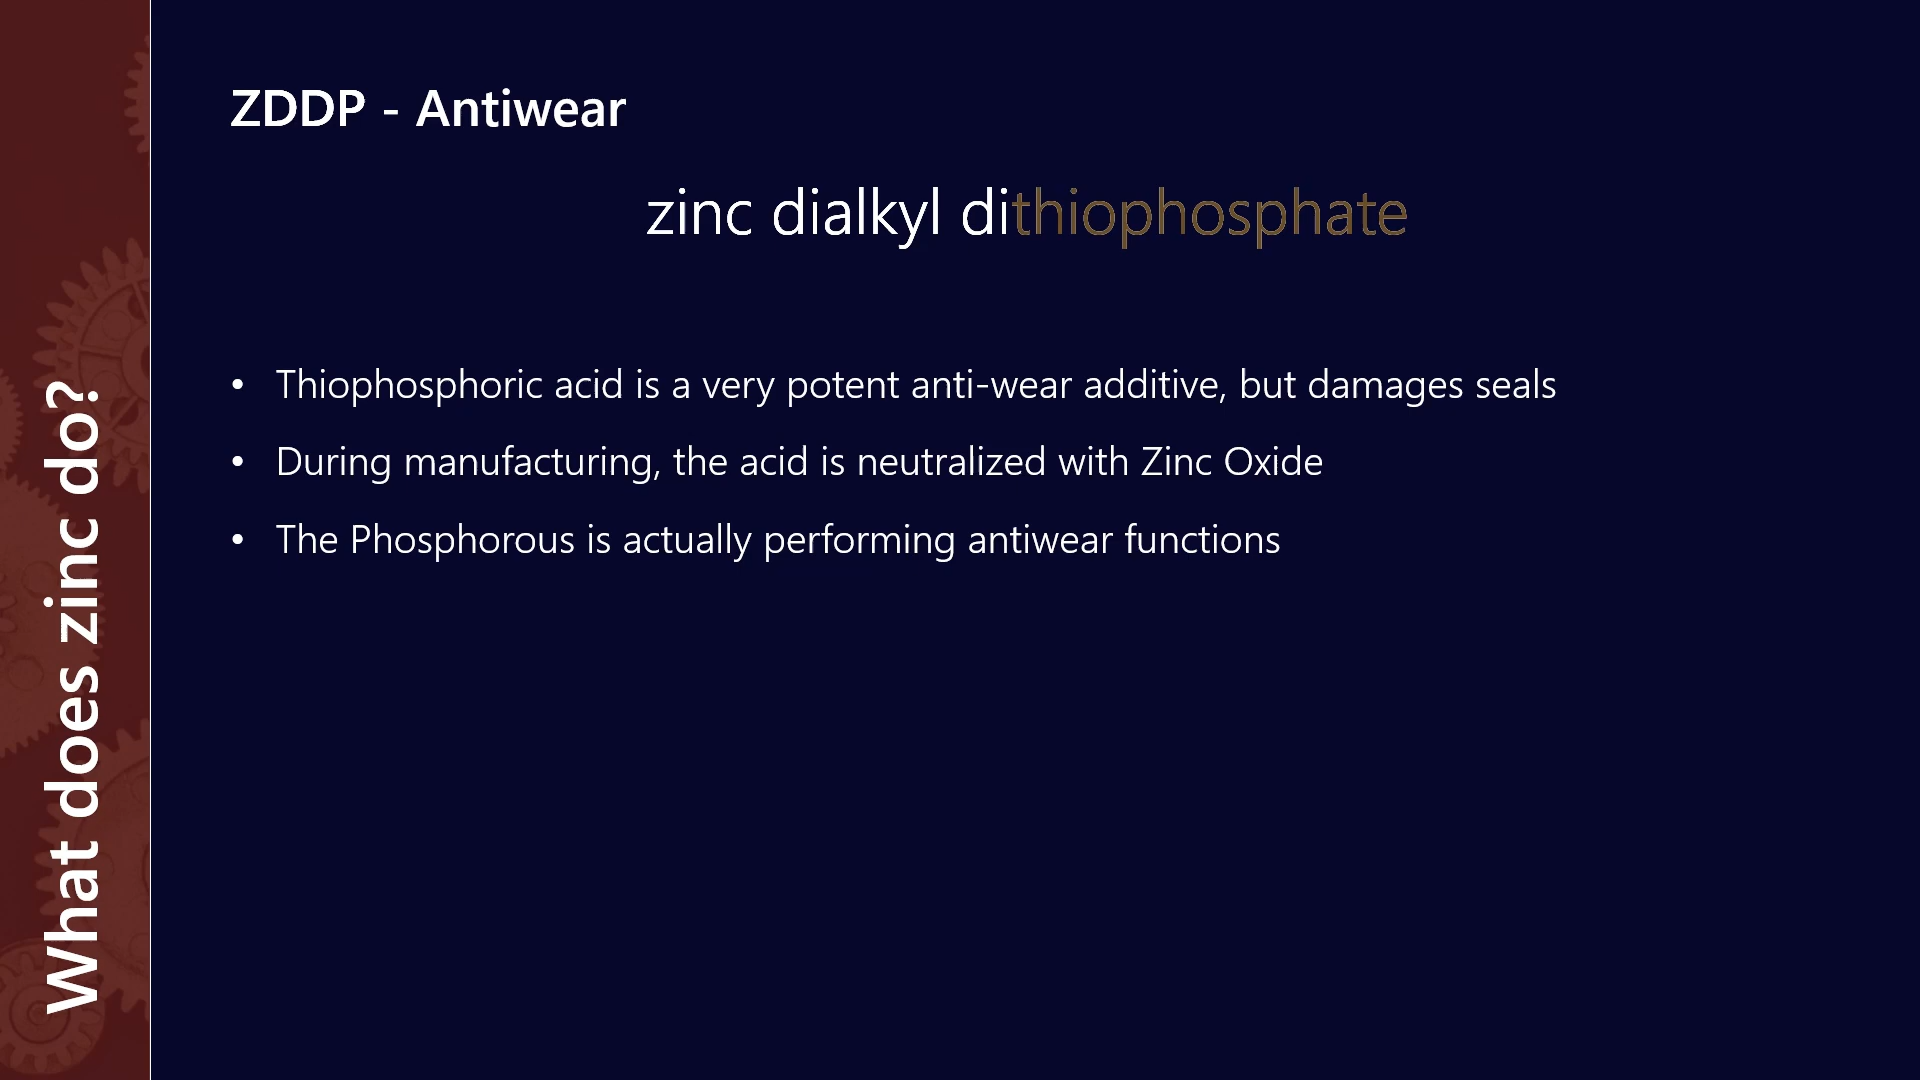 What does zinc do?
ZDDP - Antiwear
zinc dialkyl dithiophosphate
• Thiophosphoric acid is a very potent anti-wear additive, but damages seals
• During manufacturing, the acid is neutralized with Zinc Oxide
• The Phosphorous is actually performing antiwear functions